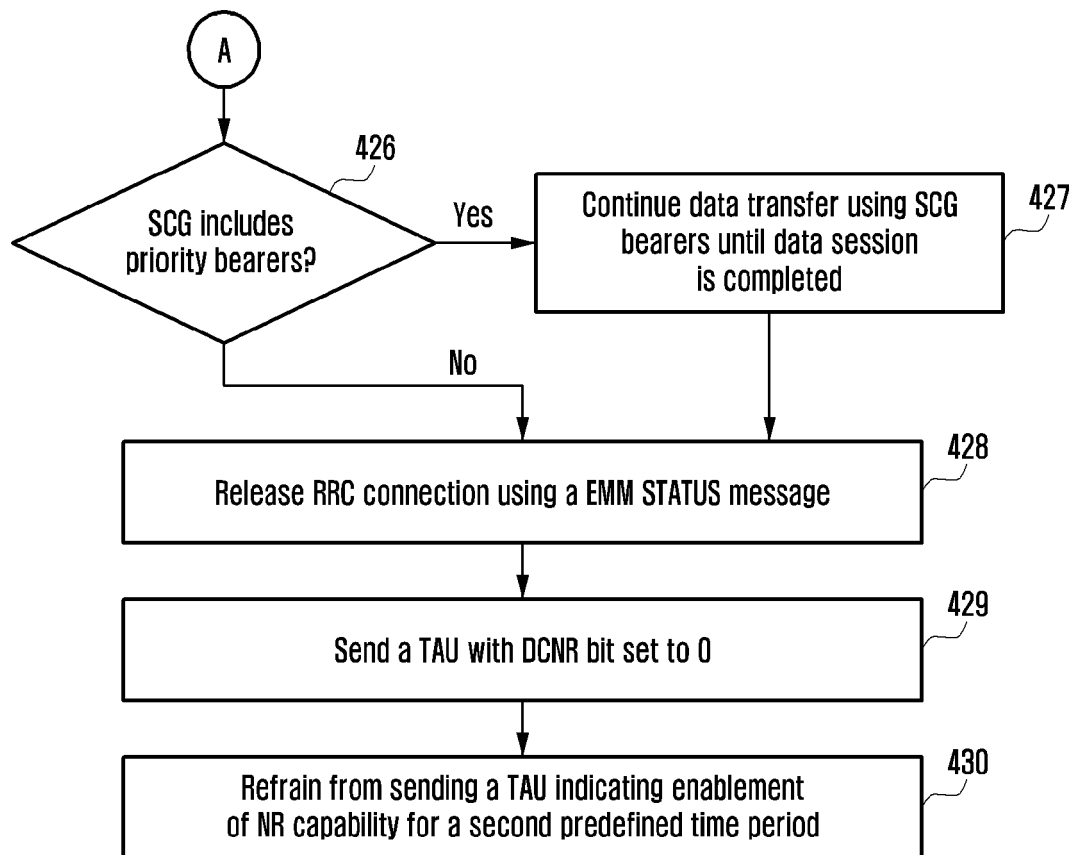 A
426
SCG includes
priority bearers?
Yes
Continue data transfer using SCG
bearers until data session
is completed
427
No
428
Release RRC connection using a EMM STATUS message
429
Send a TAU with DCNR bit set to 0
430
Refrain from sending a TAU indicating enablement
of NR capability for a second predefined time period